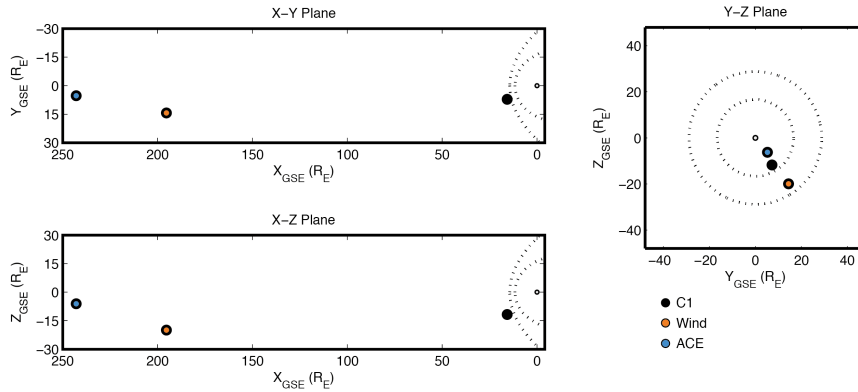 X−Y Plane
−30
−15
0
15
30
Y_GSE (R_E)
250 200 150 100 50 0
X_GSE (R_E)
X−Z Plane
30
15
0
−15
−30
Z_GSE (R_E)
250 200 150 100 50 0
X_GSE (R_E)
Y−Z Plane
40
20
0
−20
−40
Z_GSE (R_E)
−40 −20 0 20 40
Y_GSE (R_E)
C1
Wind
ACE